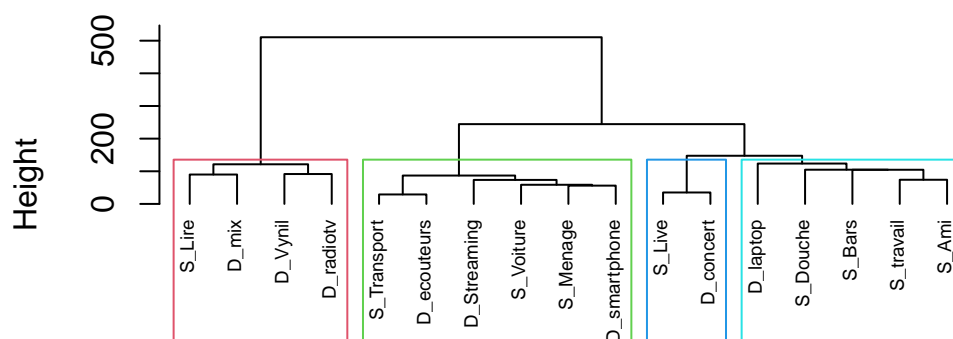 Height
500
200
0
S_Lire
D_mix
D_Vynil
D_radiotv
S_Transport
D_ecouteurs
D_Streaming
S_Voiture
S_Menage
D_smartphone
S_Live
D_concert
D_laptop
S_Douche
S_Bars
S_travail
S_Ami